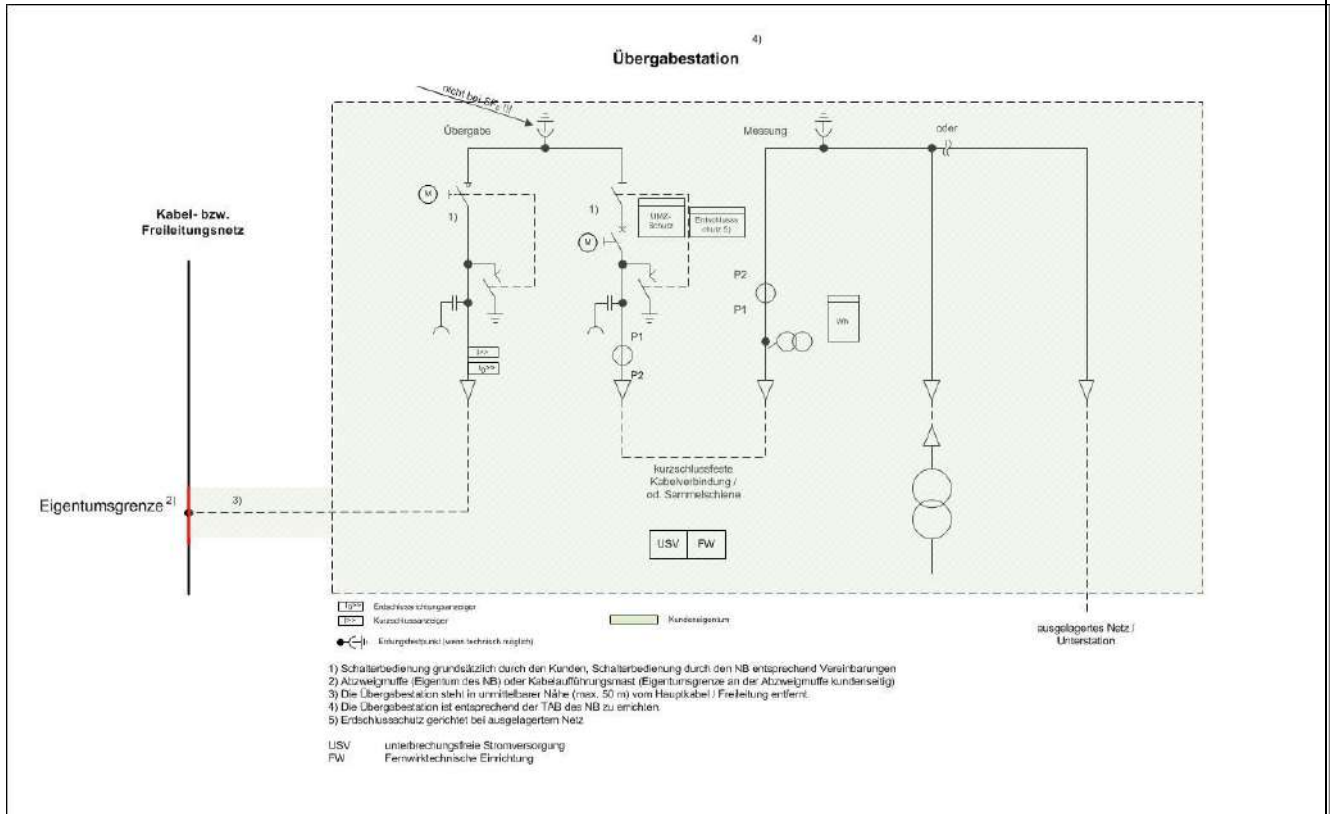 4)
Übergabestation
nicht bei SF6 !!!
Übergabe
Messung
oder
M
1)
1)
M
UMZ-
Schutz
Erdschluss
schutz 5)
Kabel- bzw.
Freileitungsnetz
P2
P1
Wh
P1
P2
I>>
I0>>
kurzschlussfeste
Kabelverbindung /
od. Sammelschiene
Eigentumsgrenze 2)
3)
USV FW
I0>> Erdschlussrichtungsanzeiger
I>> Kurzschlussanzeiger
Kundeneigentum
Erdungsfestpunkt (wenn technisch möglich)
ausgelagertes Netz /
Unterstation
1) Schalterbedienung grundsätzlich durch den Kunden, Schalterbedienung durch den NB entsprechend Vereinbarungen
2) Abzweigmuffe (Eigentum des NB) oder Kabelaufführungsmast (Eigentumsgrenze an der Abzweigmuffe kundenseitig)
3) Die Übergabestation steht in unmittelbarer Nähe (max. 50 m) vom Hauptkabel / Freileitung entfernt.
4) Die Übergabestation ist entsprechend der TAB des NB zu errichten.
5) Erdschlussschutz gerichtet bei ausgelagertem Netz
USV unterbrechungsfreie Stromversorgung
FW Fernwirktechnische Einrichtung